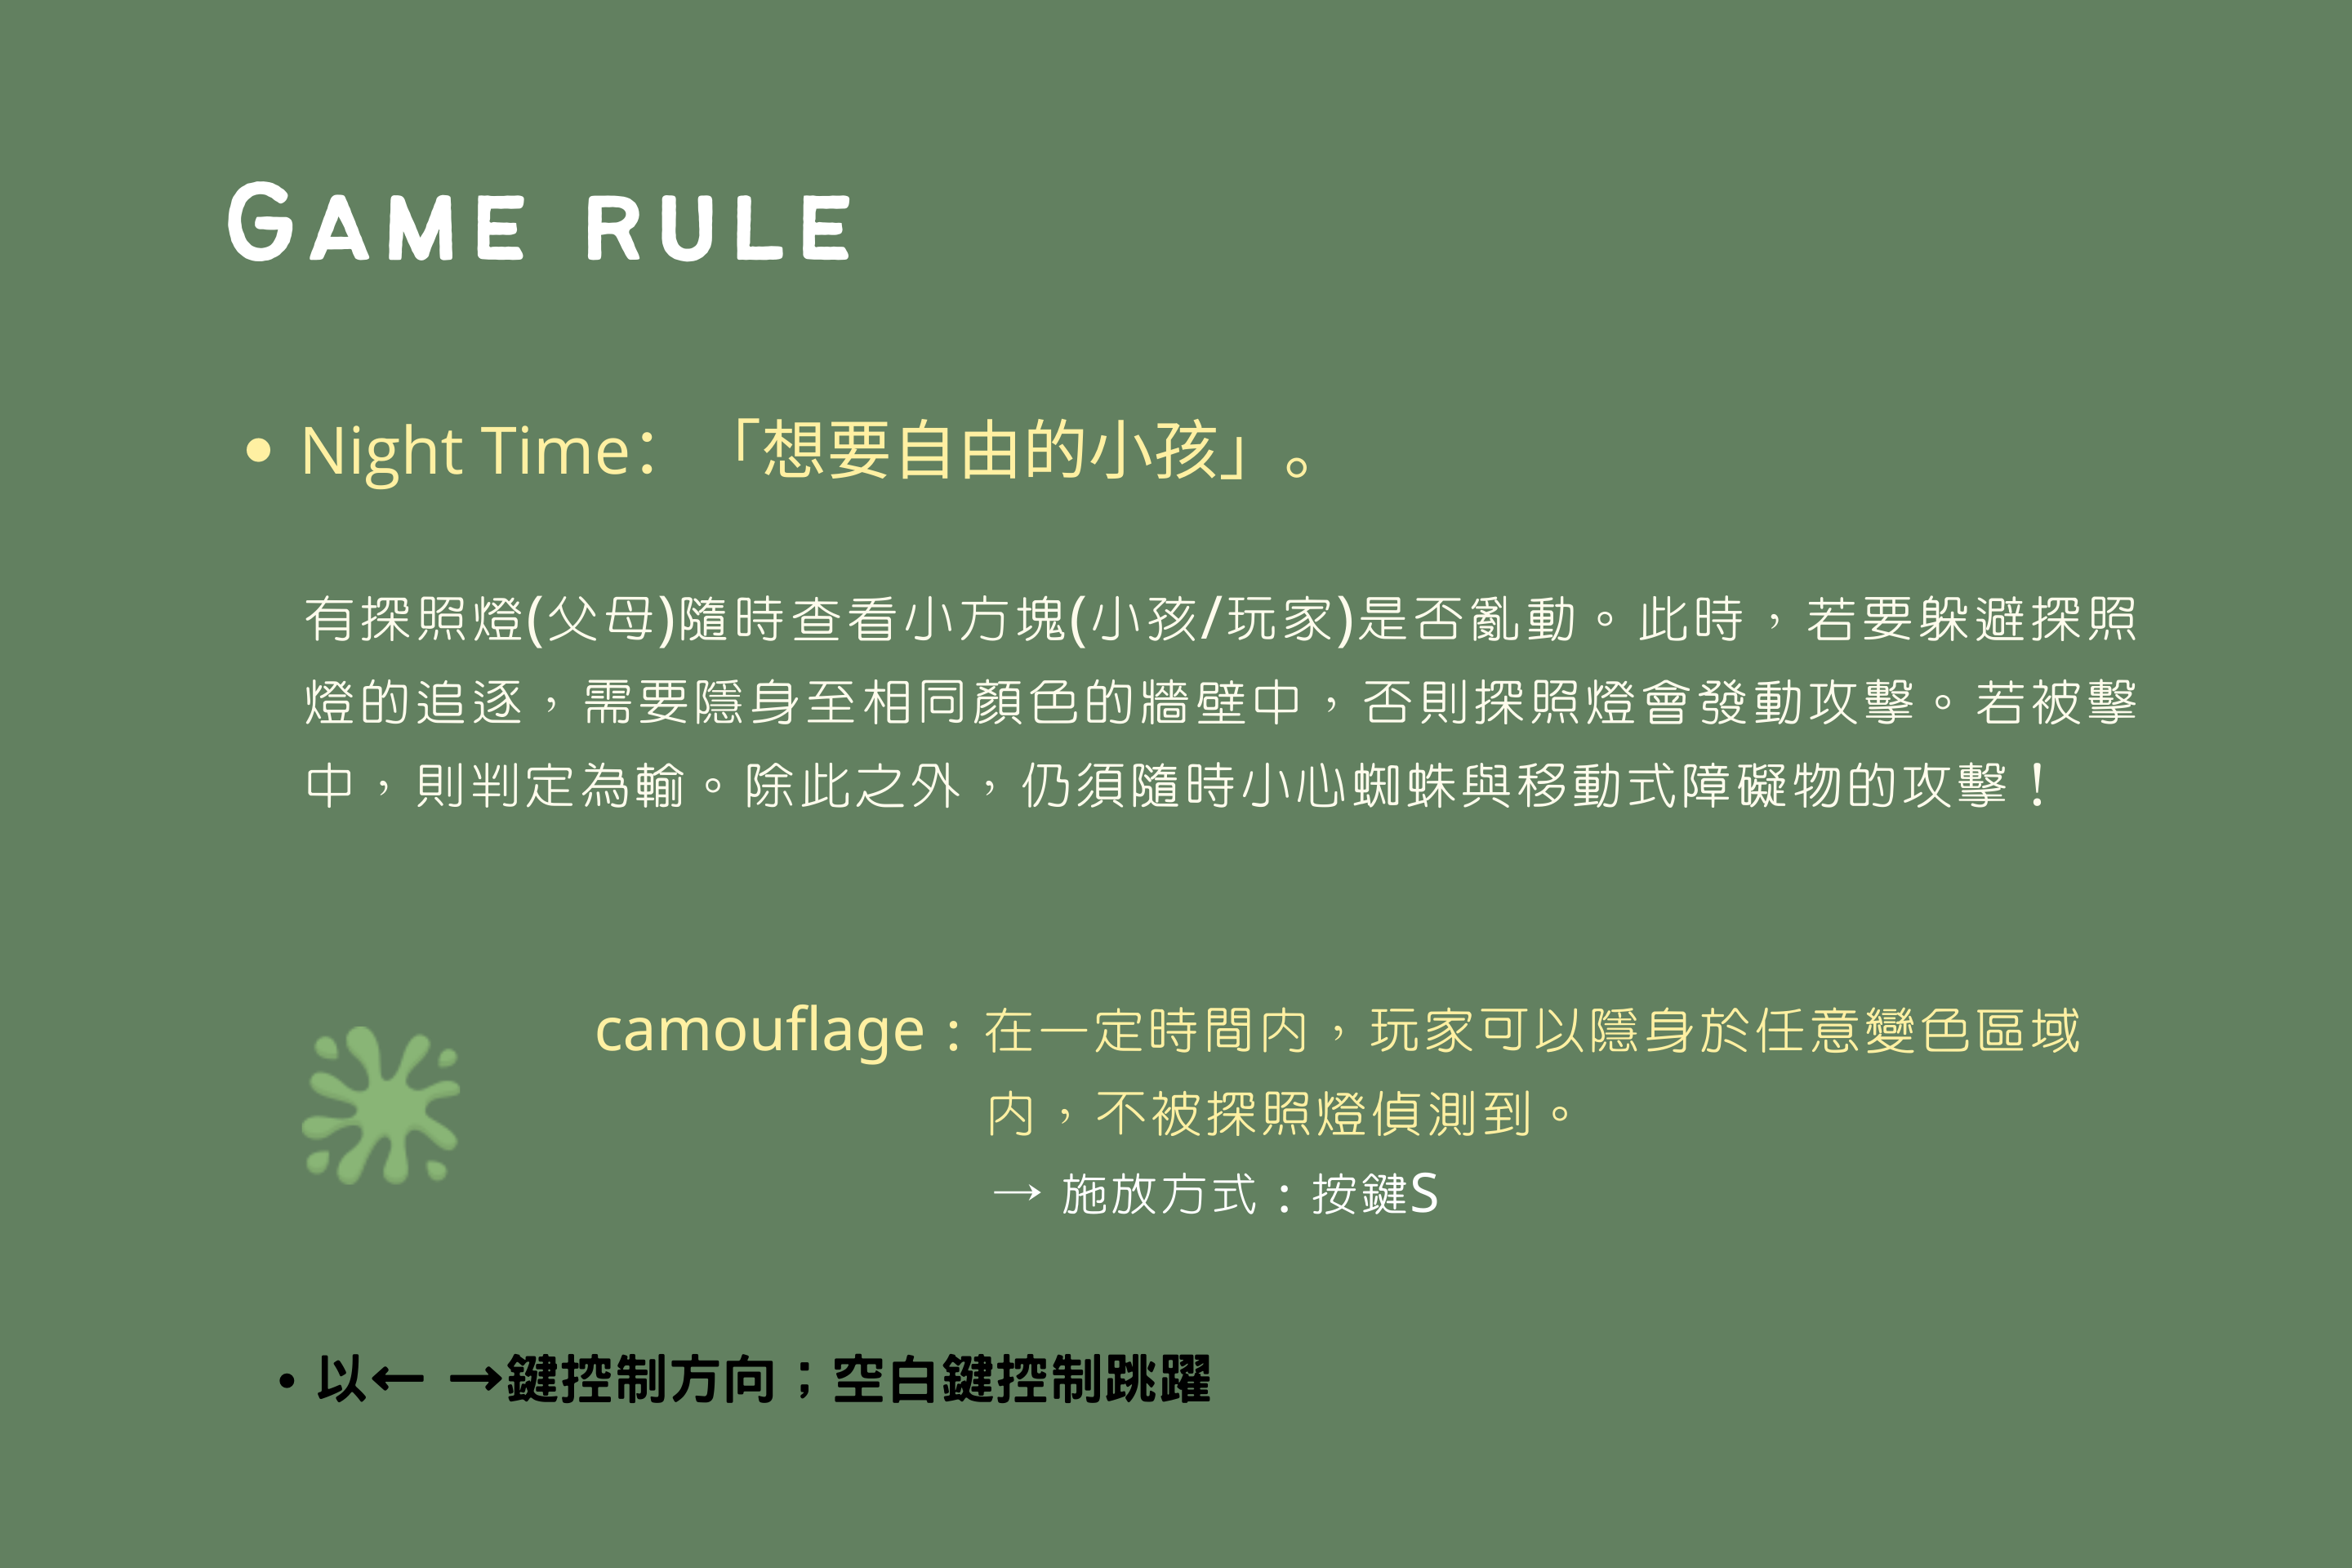 GAME RULE
• Night Time： 「想要自由的小孩」。
有探照燈(父母)隨時查看小方塊(小孩/玩家)是否亂動。此時，若要躲避探照
燈的追逐，需要隱身至相同顏色的牆壁中，否則探照燈會發動攻擊。若被擊
中，則判定為輸。除此之外，仍須隨時小心蜘蛛與移動式障礙物的攻擊！
camouflage：在一定時間內，玩家可以隱身於任意變色區域
內，不被探照燈偵測到。
→ 施放方式：按鍵S
• 以← →鍵控制方向；空白鍵控制跳躍